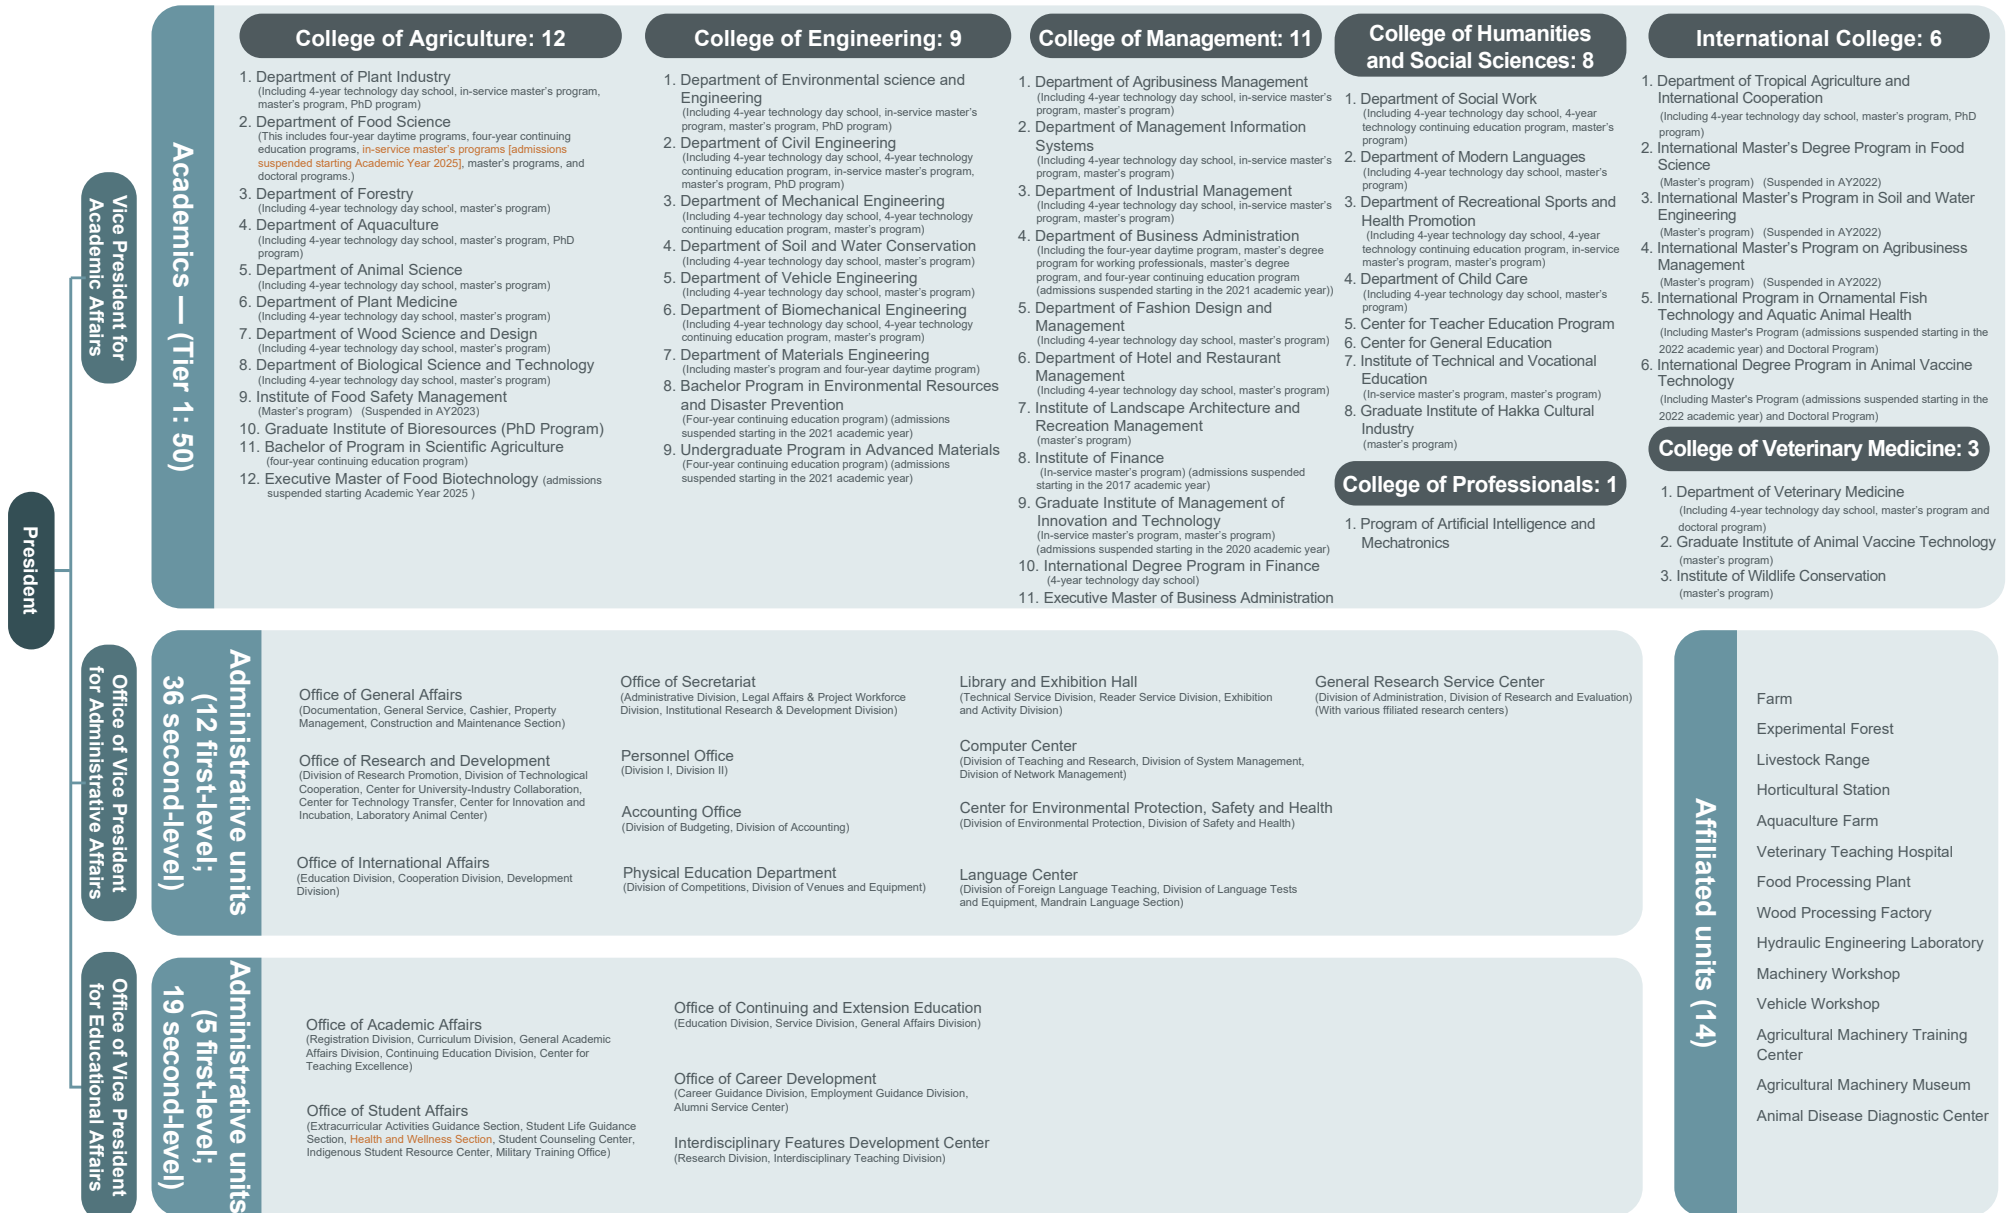 President
Vice President for
Academic Affairs
Academics — (Tier 1: 50)
College of Agriculture: 12
1. Department of Plant Industry
(Including 4-year technology day school, in-service master's program,
master's program, PhD program)
2. Department of Food Science
(This includes four-year daytime programs, four-year continuing
education programs, in-service master's programs [admissions
suspended starting Academic Year 2025], master's programs, and
doctoral programs.)
3. Department of Forestry
(Including 4-year technology day school, master's program)
4. Department of Aquaculture
(Including 4-year technology day school, master's program, PhD
program)
5. Department of Animal Science
(Including 4-year technology day school, master's program)
6. Department of Plant Medicine
(Including 4-year technology day school, master's program)
7. Department of Wood Science and Design
(Including 4-year technology day school, master's program)
8. Department of Biological Science and Technology
(Including 4-year technology day school, master's program)
9. Institute of Food Safety Management
(Master's program) (Suspended in AY2023)
10. Graduate Institute of Bioresources (PhD Program)
11. Bachelor of Program in Scientific Agriculture
(four-year continuing education program)
12. Executive Master of Food Biotechnology (admissions
suspended starting Academic Year 2025 )
College of Engineering: 9
1. Department of Environmental science and
Engineering
(Including 4-year technology day school, in-service master's
program, master's program, PhD program)
2. Department of Civil Engineering
(Including 4-year technology day school, 4-year technology
continuing education program, in-service master's program,
master's program, PhD program)
3. Department of Mechanical Engineering
(Including 4-year technology day school, 4-year technology
continuing education program, master's program)
4. Department of Soil and Water Conservation
(Including 4-year technology day school, master's program)
5. Department of Vehicle Engineering
(Including 4-year technology day school, master's program)
6. Department of Biomechanical Engineering
(Including 4-year technology day school, 4-year technology
continuing education program, master's program)
7. Department of Materials Engineering
(Including master's program and four-year daytime program)
8. Bachelor Program in Environmental Resources
and Disaster Prevention
(Four-year continuing education program) (admissions
suspended starting in the 2021 academic year)
9. Undergraduate Program in Advanced Materials
(Four-year continuing education program) (admissions
suspended starting in the 2021 academic year)
College of Management: 11
1. Department of Agribusiness Management
(Including 4-year technology day school, in-service master's
program, master's program)
2. Department of Management Information
Systems
(Including 4-year technology day school, in-service master's
program, master's program)
3. Department of Industrial Management
(Including 4-year technology day school, in-service master's
program, master's program)
4. Department of Business Administration
(Including the four-year daytime program, master's degree
program for working professionals, master's degree
program, and four-year continuing education program
(admissions suspended starting in the 2021 academic year))
5. Department of Fashion Design and
Management
(Including 4-year technology day school, master's program)
6. Department of Hotel and Restaurant
Management
(Including 4-year technology day school, master's program)
7. Institute of Landscape Architecture and
Recreation Management
(master's program)
8. Institute of Finance
(In-service master's program) (admissions suspended
starting in the 2017 academic year)
9. Graduate Institute of Management of
Innovation and Technology
(In-service master's program, master's program)
(admissions suspended starting in the 2020 academic year)
10. International Degree Program in Finance
(4-year technology day school)
11. Executive Master of Business Administration
College of Humanities
and Social Sciences: 8
1. Department of Social Work
(Including 4-year technology day school, 4-year
technology continuing education program, master's
program)
2. Department of Modern Languages
(Including 4-year technology day school, master's
program)
3. Department of Recreational Sports and
Health Promotion
(Including 4-year technology day school, 4-year
technology continuing education program, in-service
master's program, master's program)
4. Department of Child Care
(Including 4-year technology day school, master's
program)
5. Center for Teacher Education Program
6. Center for General Education
7. Institute of Technical and Vocational
Education
(In-service master's program, master's program)
8. Graduate Institute of Hakka Cultural
Industry
(master's program)
College of Professionals: 1
1. Program of Artificial Intelligence and
Mechatronics
International College: 6
1. Department of Tropical Agriculture and
International Cooperation
(Including 4-year technology day school, master's program, PhD
program)
2. International Master's Degree Program in Food
Science
(Master's program) (Suspended in AY2022)
3. International Master's Program in Soil and Water
Engineering
(Master's program) (Suspended in AY2022)
4. International Master's Program on Agribusiness
Management
(Master's program) (Suspended in AY2022)
5. International Program in Ornamental Fish
Technology and Aquatic Animal Health
(Including Master's Program (admissions suspended starting in the
2022 academic year) and Doctoral Program)
6. International Degree Program in Animal Vaccine
Technology
(Including Master's Program (admissions suspended starting in the
2022 academic year) and Doctoral Program)
College of Veterinary Medicine: 3
1. Department of Veterinary Medicine
(Including 4-year technology day school, master's program and
doctoral program)
2. Graduate Institute of Animal Vaccine Technology
(master's program)
3. Institute of Wildlife Conservation
(master's program)
Office of Vice President
for Administrative Affairs
Administrative units
(12 first-level;
36 second-level)
Office of General Affairs
(Documentation, General Service, Cashier, Property
Management, Construction and Maintenance Section)
Office of Research and Development
(Division of Research Promotion, Division of Technological
Cooperation, Center for University-Industry Collaboration,
Center for Technology Transfer, Center for Innovation and
Incubation, Laboratory Animal Center)
Office of International Affairs
(Education Division, Cooperation Division, Development
Division)
Office of Secretariat
(Administrative Division, Legal Affairs & Project Workforce
Division, Institutional Research & Development Division)
Personnel Office
(Division I, Division II)
Accounting Office
(Division of Budgeting, Division of Accounting)
Physical Education Department
(Division of Competitions, Division of Venues and Equipment)
Library and Exhibition Hall
(Technical Service Division, Reader Service Division, Exhibition
and Activity Division)
Computer Center
(Division of Teaching and Research, Division of System Management,
Division of Network Management)
Center for Environmental Protection, Safety and Health
(Division of Environmental Protection, Division of Safety and Health)
Language Center
(Division of Foreign Language Teaching, Division of Language Tests
and Equipment, Mandrain Language Section)
General Research Service Center
(Division of Administration, Division of Research and Evaluation)
(With various ffiliated research centers)
Office of Vice President
for Educational Affairs
Administrative units
(5 first-level;
19 second-level)
Office of Academic Affairs
(Registration Division, Curriculum Division, General Academic
Affairs Division, Continuing Education Division, Center for
Teaching Excellence)
Office of Student Affairs
(Extracurricular Activities Guidance Section, Student Life Guidance
Section, Health and Wellness Section, Student Counseling Center,
Indigenous Student Resource Center, Military Training Office)
Office of Continuing and Extension Education
(Education Division, Service Division, General Affairs Division)
Office of Career Development
(Career Guidance Division, Employment Guidance Division,
Alumni Service Center)
Interdisciplinary Features Development Center
(Research Division, Interdisciplinary Teaching Division)
Affiliated units (14)
Farm
Experimental Forest
Livestock Range
Horticultural Station
Aquaculture Farm
Veterinary Teaching Hospital
Food Processing Plant
Wood Processing Factory
Hydraulic Engineering Laboratory
Machinery Workshop
Vehicle Workshop
Agricultural Machinery Training
Center
Agricultural Machinery Museum
Animal Disease Diagnostic Center